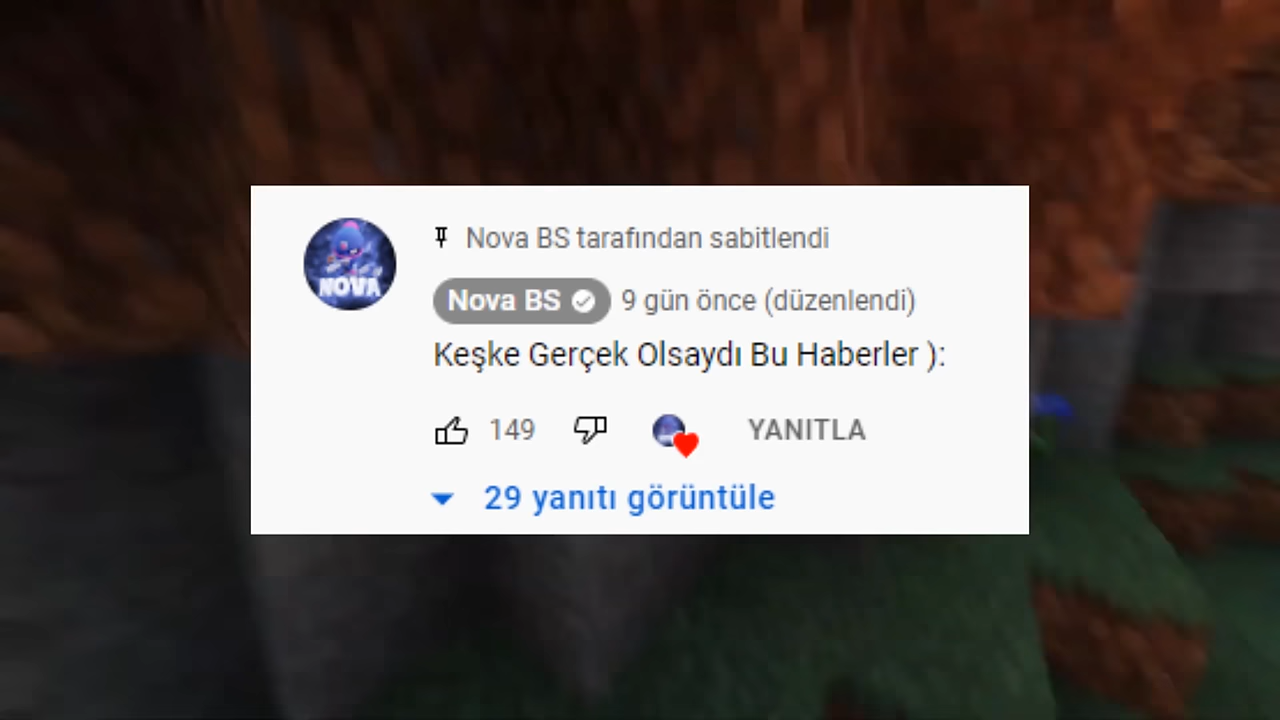 NOVA
Nova BS tarafından sabitlendi
Nova BS 9 gün önce (düzenlendi)
Keşke Gerçek Olsaydı Bu Haberler ):
149 YANITLA
29 yanıtı görüntüle